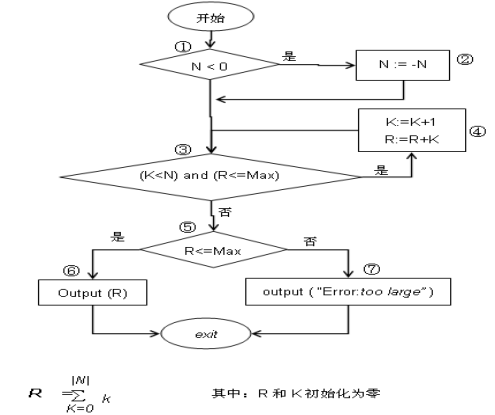 开始
①
N < 0
是
②
N := -N
K:=K+1
R:=R+K
④
③
(K<N) and (R<=Max)
是
否
⑤
是
R<=Max
否
⑥
⑦
Output (R)
output ( "Error:too large" )
exit
|N|
R = ∑ k
K=0
其中: R 和 K 初始化为零